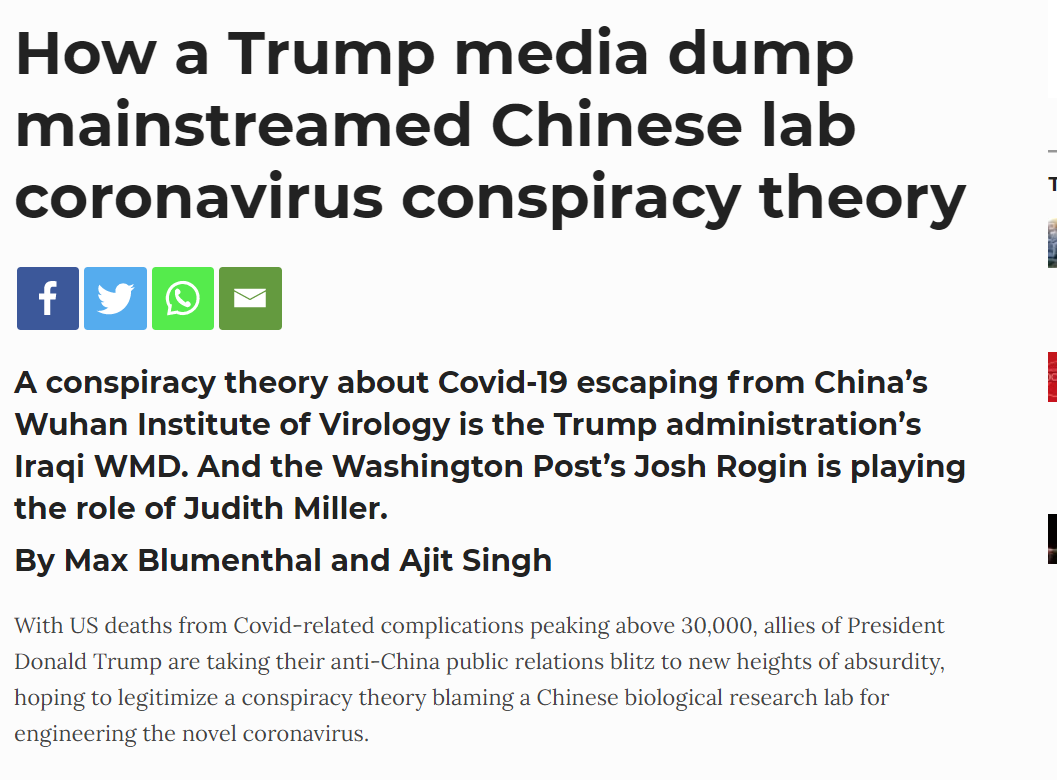 How a Trump media dump
mainstreamed Chinese lab
coronavirus conspiracy theory
A conspiracy theory about Covid-19 escaping from China’s
Wuhan Institute of Virology is the Trump administration’s
Iraqi WMD. And the Washington Post’s Josh Rogin is playing
the role of Judith Miller.
By Max Blumenthal and Ajit Singh
With US deaths from Covid-related complications peaking above 30,000, allies of President
Donald Trump are taking their anti-China public relations blitz to new heights of absurdity,
hoping to legitimize a conspiracy theory blaming a Chinese biological research lab for
engineering the novel coronavirus.